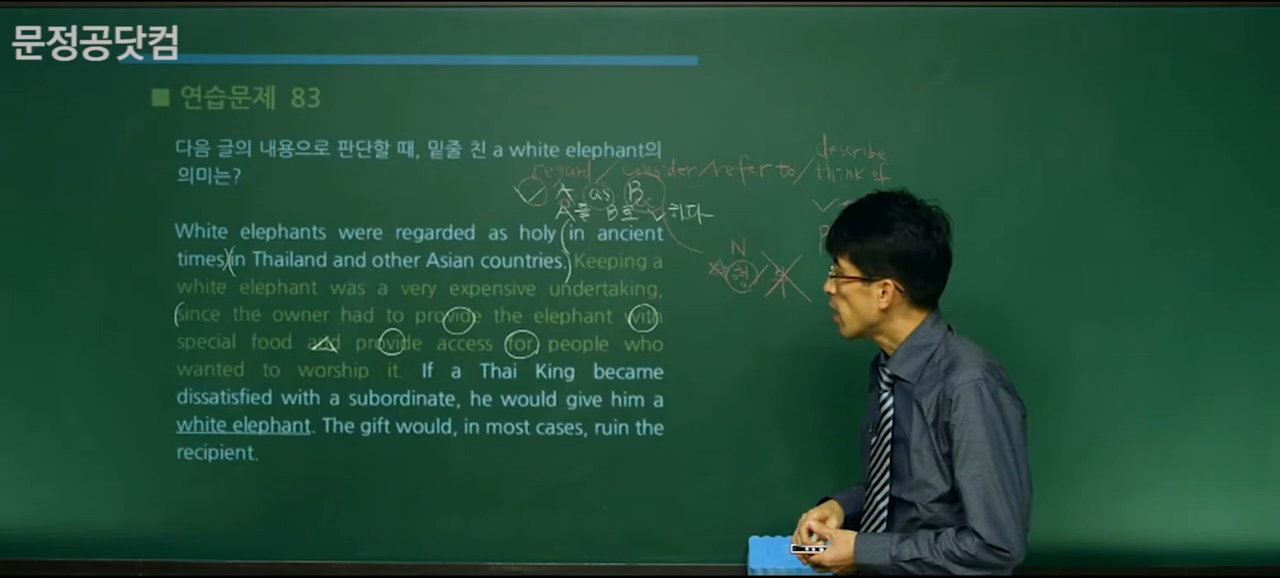 문정공닷컴
■ 연습문제 83
다음 글의 내용으로 판단할 때, 밑줄 친 a white elephant의
의미는?
regard / consider / refer to / describe
think of
A as B
A를 B로 ✓하다
N
White elephants were regarded as holy in ancient
times in Thailand and other Asian countries. Keeping a
white elephant was a very expensive undertaking,
since the owner had to provide the elephant with
special food and provide access for people who
wanted to worship it. If a Thai King became
dissatisfied with a subordinate, he would give him a
white elephant. The gift would, in most cases, ruin the
recipient.